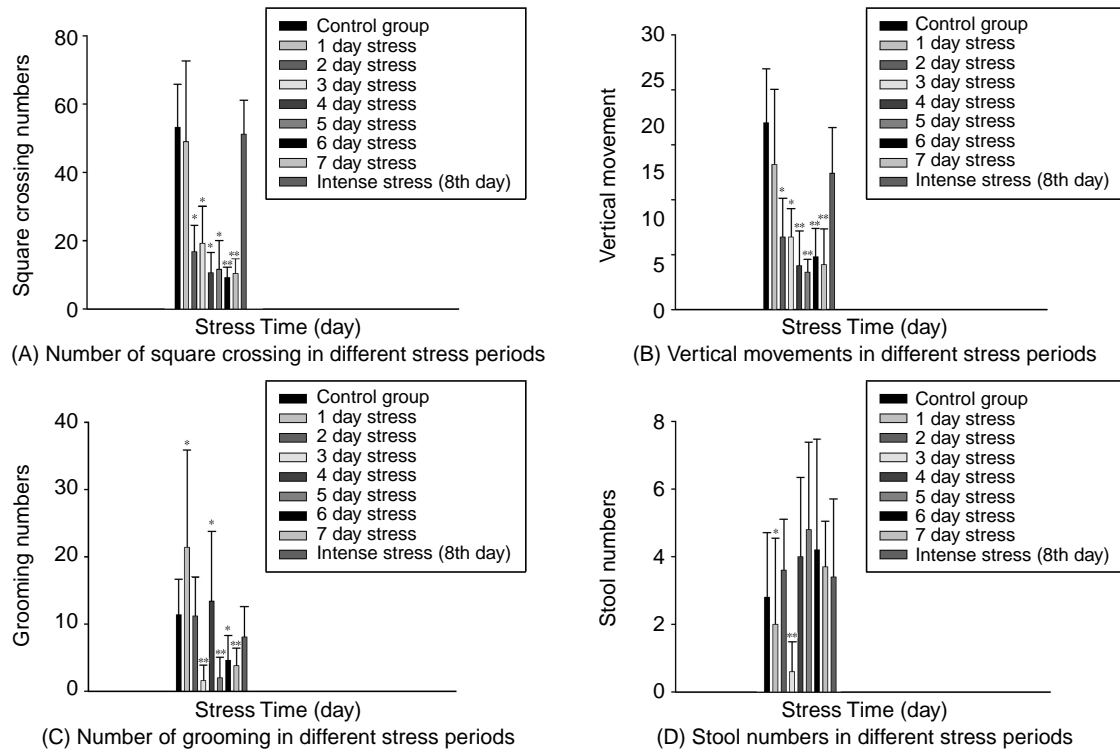 80
60
40
20
0
Square crossing numbers
Control group
1 day stress
2 day stress
3 day stress
4 day stress
5 day stress
6 day stress
7 day stress
Intense stress (8th day)
*
*
*
*
**
**
Stress Time (day)
(A) Number of square crossing in different stress periods
30
25
20
15
10
5
0
Vertical movement
Control group
1 day stress
2 day stress
3 day stress
4 day stress
5 day stress
6 day stress
7 day stress
Intense stress (8th day)
*
*
**
**
**
**
Stress Time (day)
(B) Vertical movements in different stress periods
40
30
20
10
0
Grooming numbers
Control group
1 day stress
2 day stress
3 day stress
4 day stress
5 day stress
6 day stress
7 day stress
Intense stress (8th day)
*
**
*
**
*
**
Stress Time (day)
(C) Number of grooming in different stress periods
8
6
4
2
0
Stool numbers
Control group
1 day stress
2 day stress
3 day stress
4 day stress
5 day stress
6 day stress
7 day stress
Intense stress (8th day)
*
**
Stress Time (day)
(D) Stool numbers in different stress periods